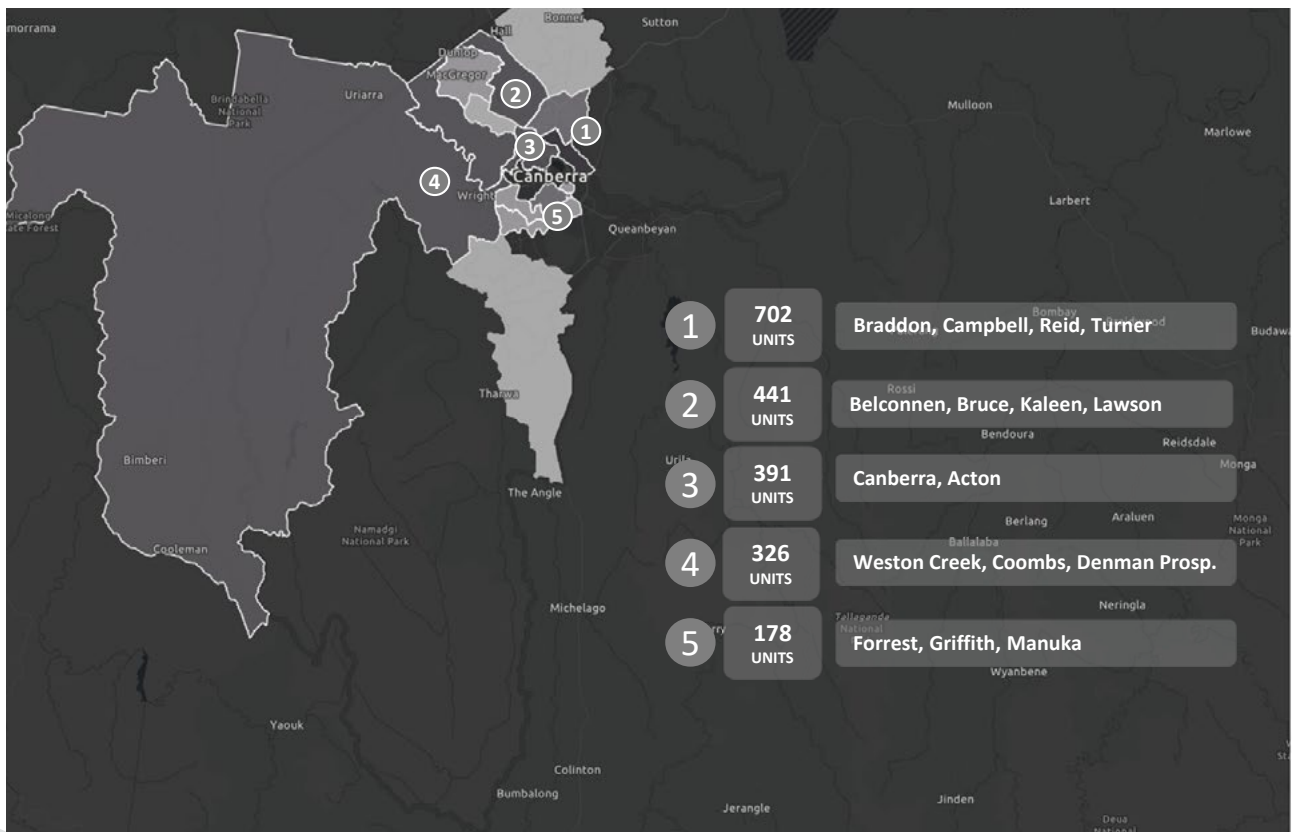 morrama
Bonner
Sutton
Hall
Dunlop
MacGregor
Uriarra
Brindabella
National
Park
2
1
3
Mulloon
Marlowe
4
Canberra
Wright
Larbert
Micalong
ate Forest
5
Queanbeyan
1
702
UNITS
Braddon, Campbell, Reid, Turner
Bombay
Budawa
Tharwa
Rossi
2
441
UNITS
Belconnen, Bruce, Kaleen, Lawson
Bendoura
Reidsdale
Bimberi
Urila
Monga
3
391
UNITS
Canberra, Acton
The Angle
Berlang
Araluen
Monga
National
Park
Namadgi
National Park
Cooleman
Ballalaba
4
326
UNITS
Weston Creek, Coombs, Denman Prosp.
Michelago
Neringla
Tallaganda
National
rry
5
178
UNITS
Forrest, Griffith, Manuka
Wyanbene
Yaouk
Colinton
Bumbalong
Jerangle
Jinden
Deua
National